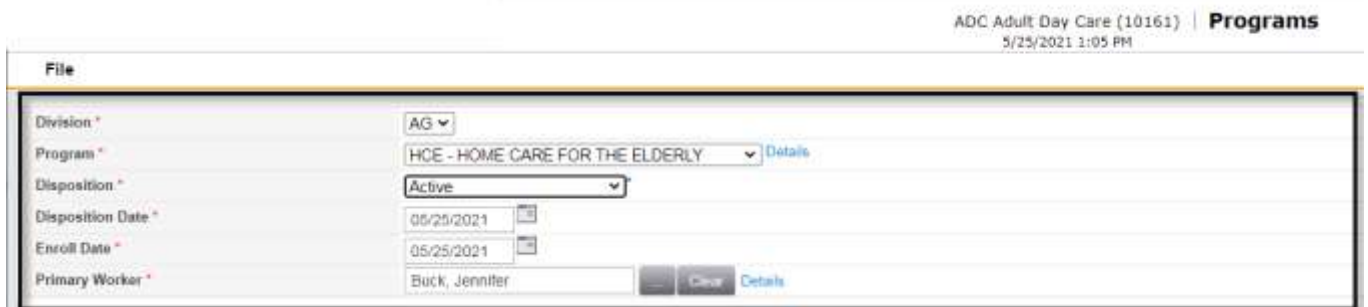 ADC Adult Day Care (10161) | Programs
5/25/2021 1:05 PM
File
Division * AG
Program * HCE - HOME CARE FOR THE ELDERLY Details
Disposition * Active *
Disposition Date * 05/25/2021
Enroll Date * 05/25/2021
Primary Worker * Buck, Jennifer ... Clear Details